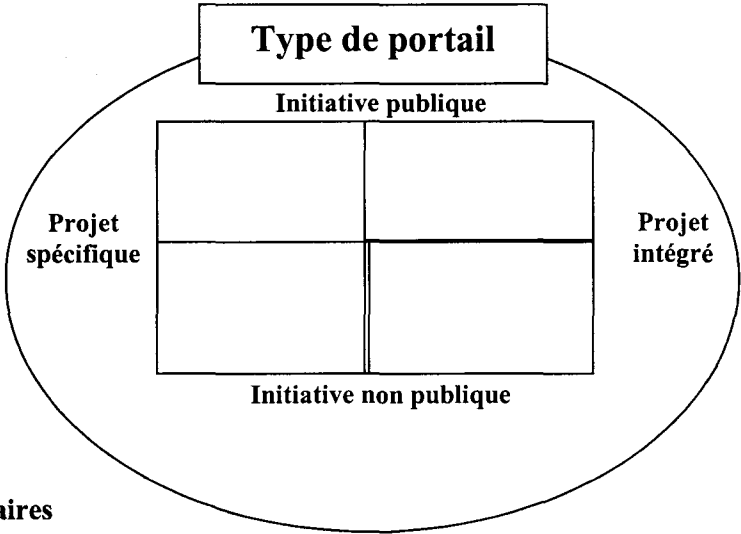 Type de portail
Initiative publique
Projet
spécifique
Projet
intégré
Initiative non publique
aires